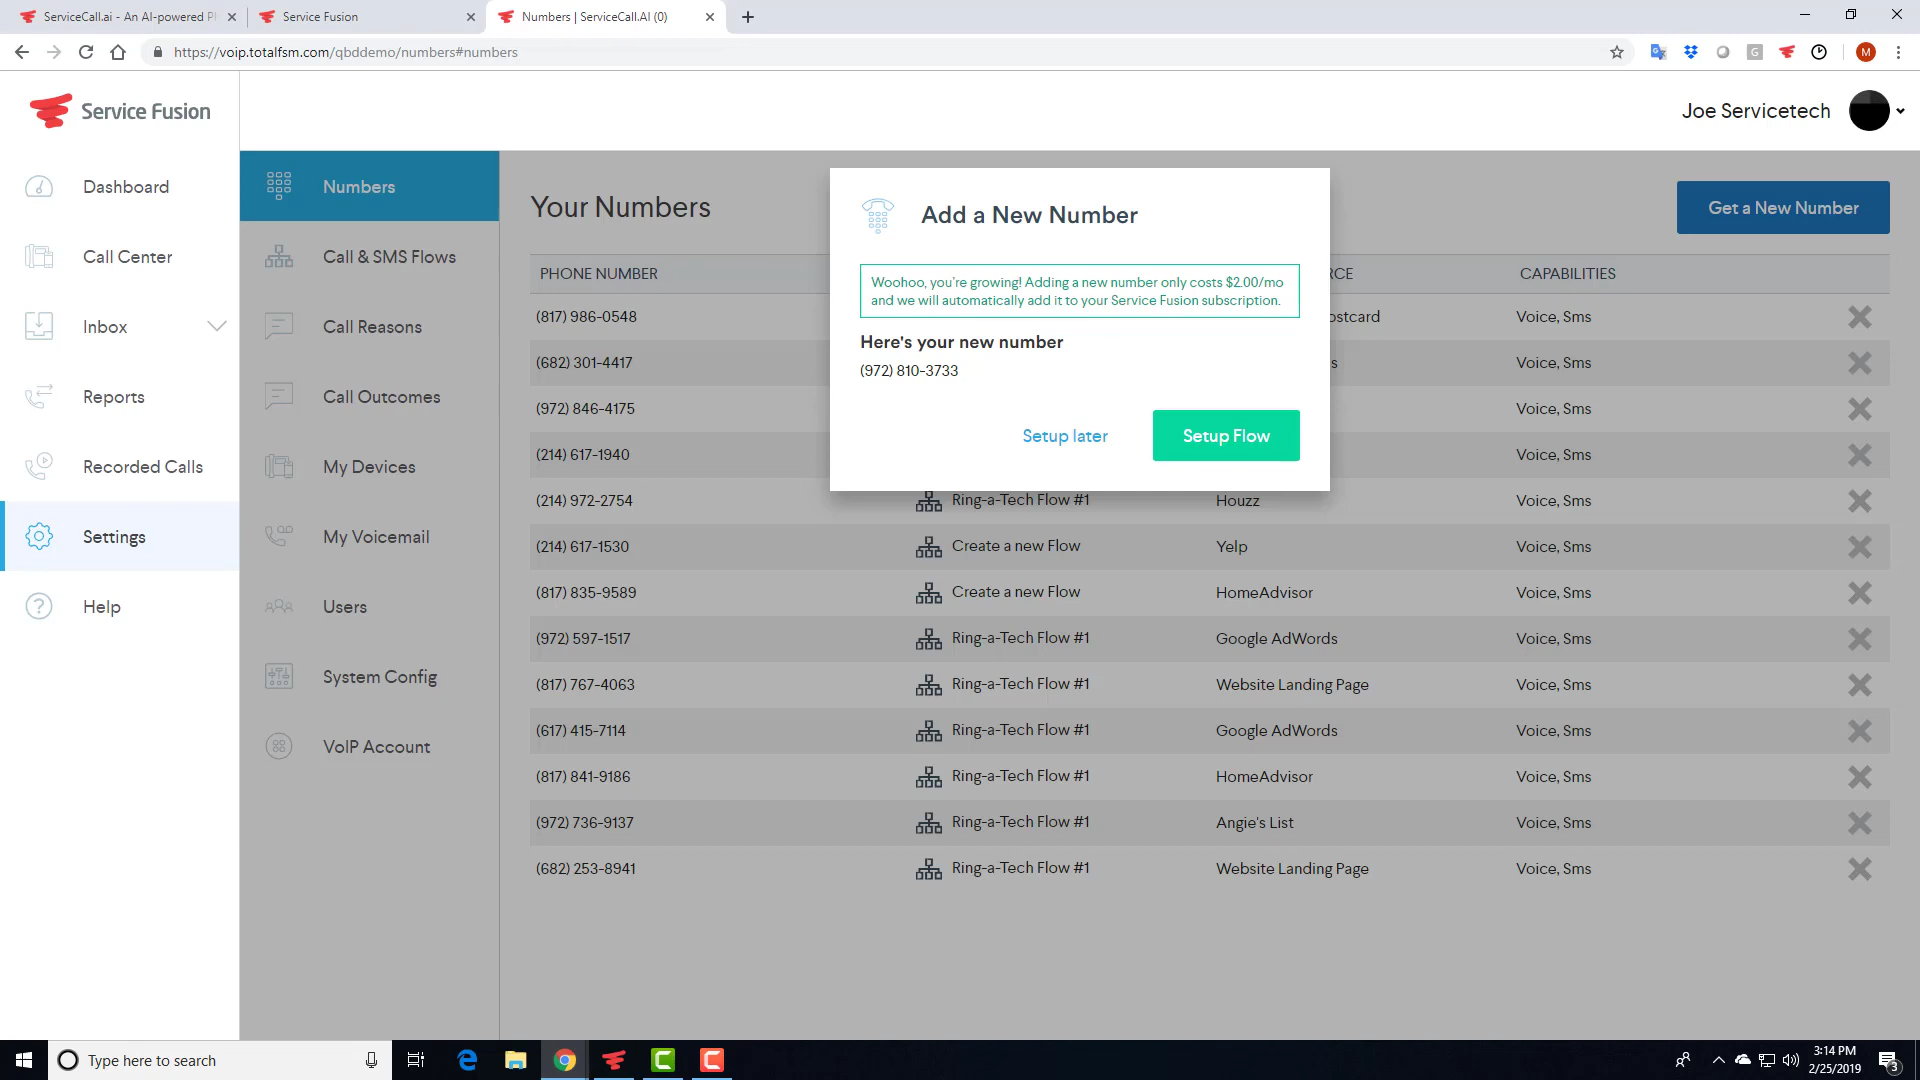 ServiceCall.ai - An AI-powered P
Service Fusion
Numbers | ServiceCall.AI (0)
https://voip.totalfsm.com/qbddemo/numbers#numbers
G
M
Service Fusion
Joe Servicetech
Dashboard
Call Center
Inbox
Reports
Recorded Calls
Settings
Help
Numbers
Call & SMS Flows
Call Reasons
Call Outcomes
My Devices
My Voicemail
Users
System Config
VoIP Account
Your Numbers
Get a New Number
Add a New Number
Woohoo, you're growing! Adding a new number only costs $2.00/mo
and we will automatically add it to your Service Fusion subscription.
Here's your new number
(972) 810-3733
Setup later
Setup Flow
PHONE NUMBER RCE CAPABILITIES
(817) 986-0548 ostcard Voice, Sms
(682) 301-4417 s Voice, Sms
(972) 846-4175 Voice, Sms
(214) 617-1940 Voice, Sms
(214) 972-2754 Ring-a-Tech Flow #1 Houzz Voice, Sms
(214) 617-1530 Create a new Flow Yelp Voice, Sms
(817) 835-9589 Create a new Flow HomeAdvisor Voice, Sms
(972) 597-1517 Ring-a-Tech Flow #1 Google AdWords Voice, Sms
(817) 767-4063 Ring-a-Tech Flow #1 Website Landing Page Voice, Sms
(617) 415-7114 Ring-a-Tech Flow #1 Google AdWords Voice, Sms
(817) 841-9186 Ring-a-Tech Flow #1 HomeAdvisor Voice, Sms
(972) 736-9137 Ring-a-Tech Flow #1 Angie's List Voice, Sms
(682) 253-8941 Ring-a-Tech Flow #1 Website Landing Page Voice, Sms
Type here to search
3:14 PM
2/25/2019
3